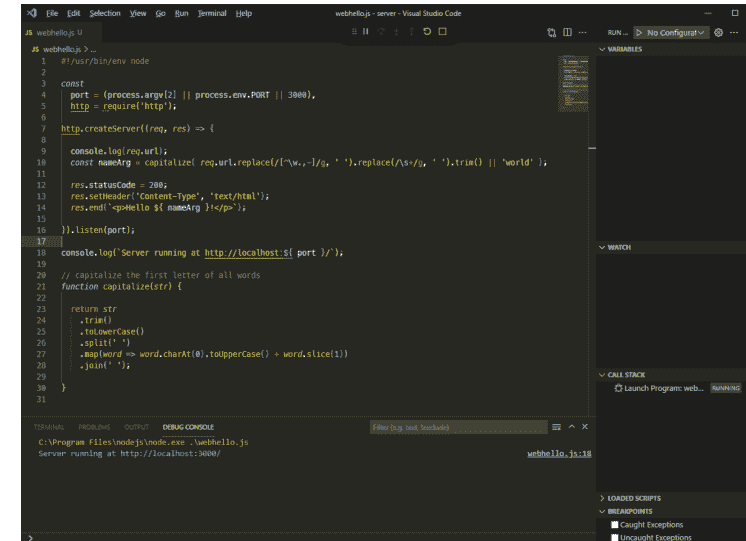 File Edit Selection View Go Run Terminal Help webhello.js - server - Visual Studio Code
JS webhello.js U RUN ... No Configurat
JS webhello.js > ...
VARIABLES
1 #!/usr/bin/env node
2
3 const
4 port = (process.argv[2] || process.env.PORT || 3000),
5 http = require('http');
6
7 http.createServer((req, res) => {
8
9 console.log(req.url);
10 const nameArg = capitalize( req.url.replace(/[^\w.,-]/g, ' ').replace(/\s+/g, ' ').trim() || 'world' );
11
12 res.statusCode = 200;
13 res.setHeader('Content-Type', 'text/html');
14 res.end(`<p>Hello ${ nameArg }!</p>`);
15
16 }).listen(port);
17
18 console.log(`Server running at http://localhost:${ port }/`);
19
20 // capitalize the first letter of all words
21 function capitalize(str) {
22
23 return str
24 .trim()
25 .toLowerCase()
26 .split(' ')
27 .map(word => word.charAt(0).toUpperCase() + word.slice(1))
28 .join(' ');
29
30 }
31
WATCH
CALL STACK
Launch Program: web... RUNNING
TERMINAL PROBLEMS OUTPUT DEBUG CONSOLE Filter (e.g. text, !exclude)
C:\Program Files\nodejs\node.exe .\webhello.js
Server running at http://localhost:3000/ webhello.js:18
LOADED SCRIPTS
BREAKPOINTS
Caught Exceptions
Uncaught Exceptions